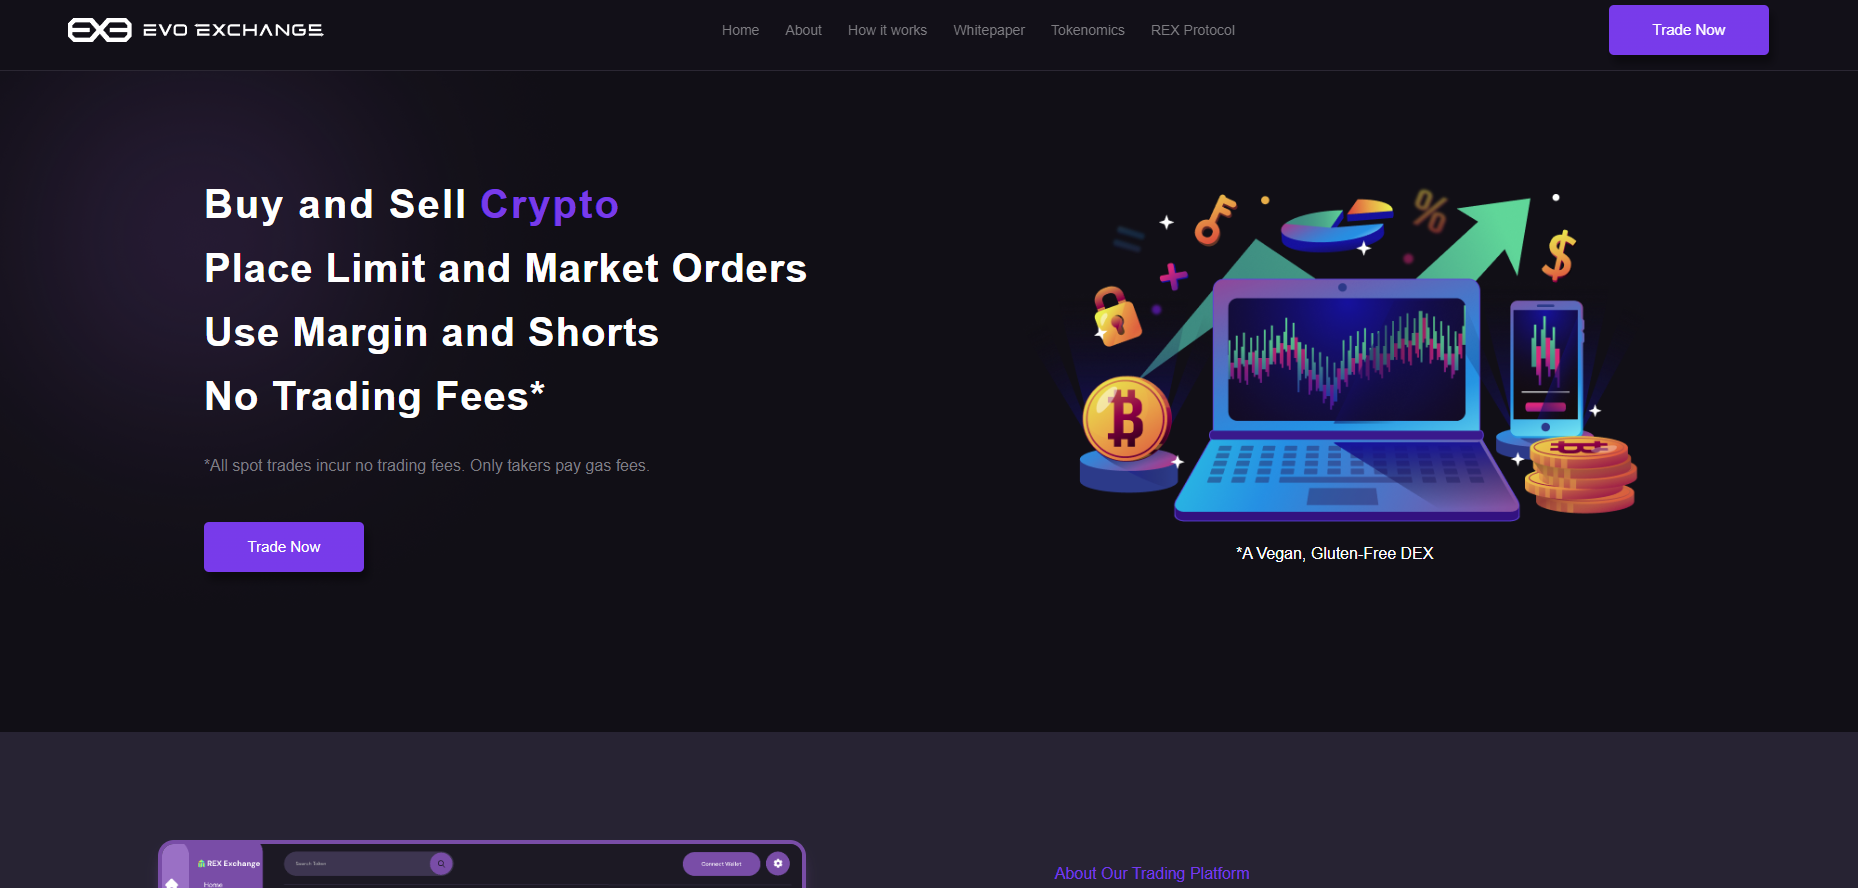 EVO EXCHANGE
Home About How it works Whitepaper Tokenomics REX Protocol
Trade Now
Buy and Sell Crypto
Place Limit and Market Orders
Use Margin and Shorts
No Trading Fees*
*All spot trades incur no trading fees. Only takers pay gas fees.
Trade Now
*A Vegan, Gluten-Free DEX
REX Exchange
Search Token
Connect Wallet
Home
About Our Trading Platform